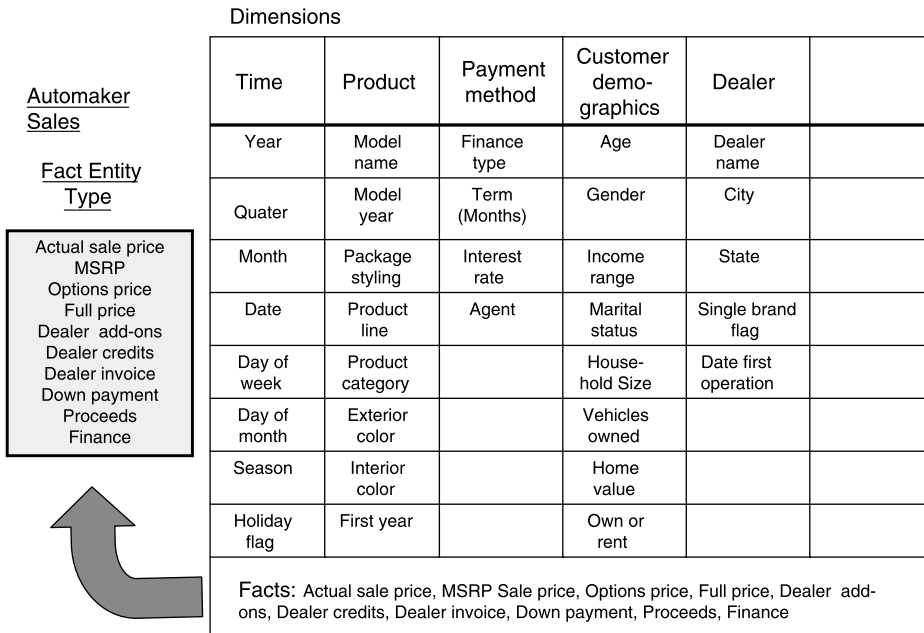 Dimensions
Automaker
Sales
Fact Entity
Type
Actual sale price
MSRP
Options price
Full price
Dealer add-ons
Dealer credits
Dealer invoice
Down payment
Proceeds
Finance
Time
Product
Payment
method
Customer
demo-
graphics
Dealer
Year
Model
name
Finance
type
Age
Dealer
name
Quater
Model
year
Term
(Months)
Gender
City
Month
Package
styling
Interest
rate
Income
range
State
Date
Product
line
Agent
Marital
status
Single brand
flag
Day of
week
Product
category
House-
hold Size
Date first
operation
Day of
month
Exterior
color
Vehicles
owned
Season
Interior
color
Home
value
Holiday
flag
First year
Own or
rent
Facts: Actual sale price, MSRP Sale price, Options price, Full price, Dealer add-
ons, Dealer credits, Dealer invoice, Down payment, Proceeds, Finance